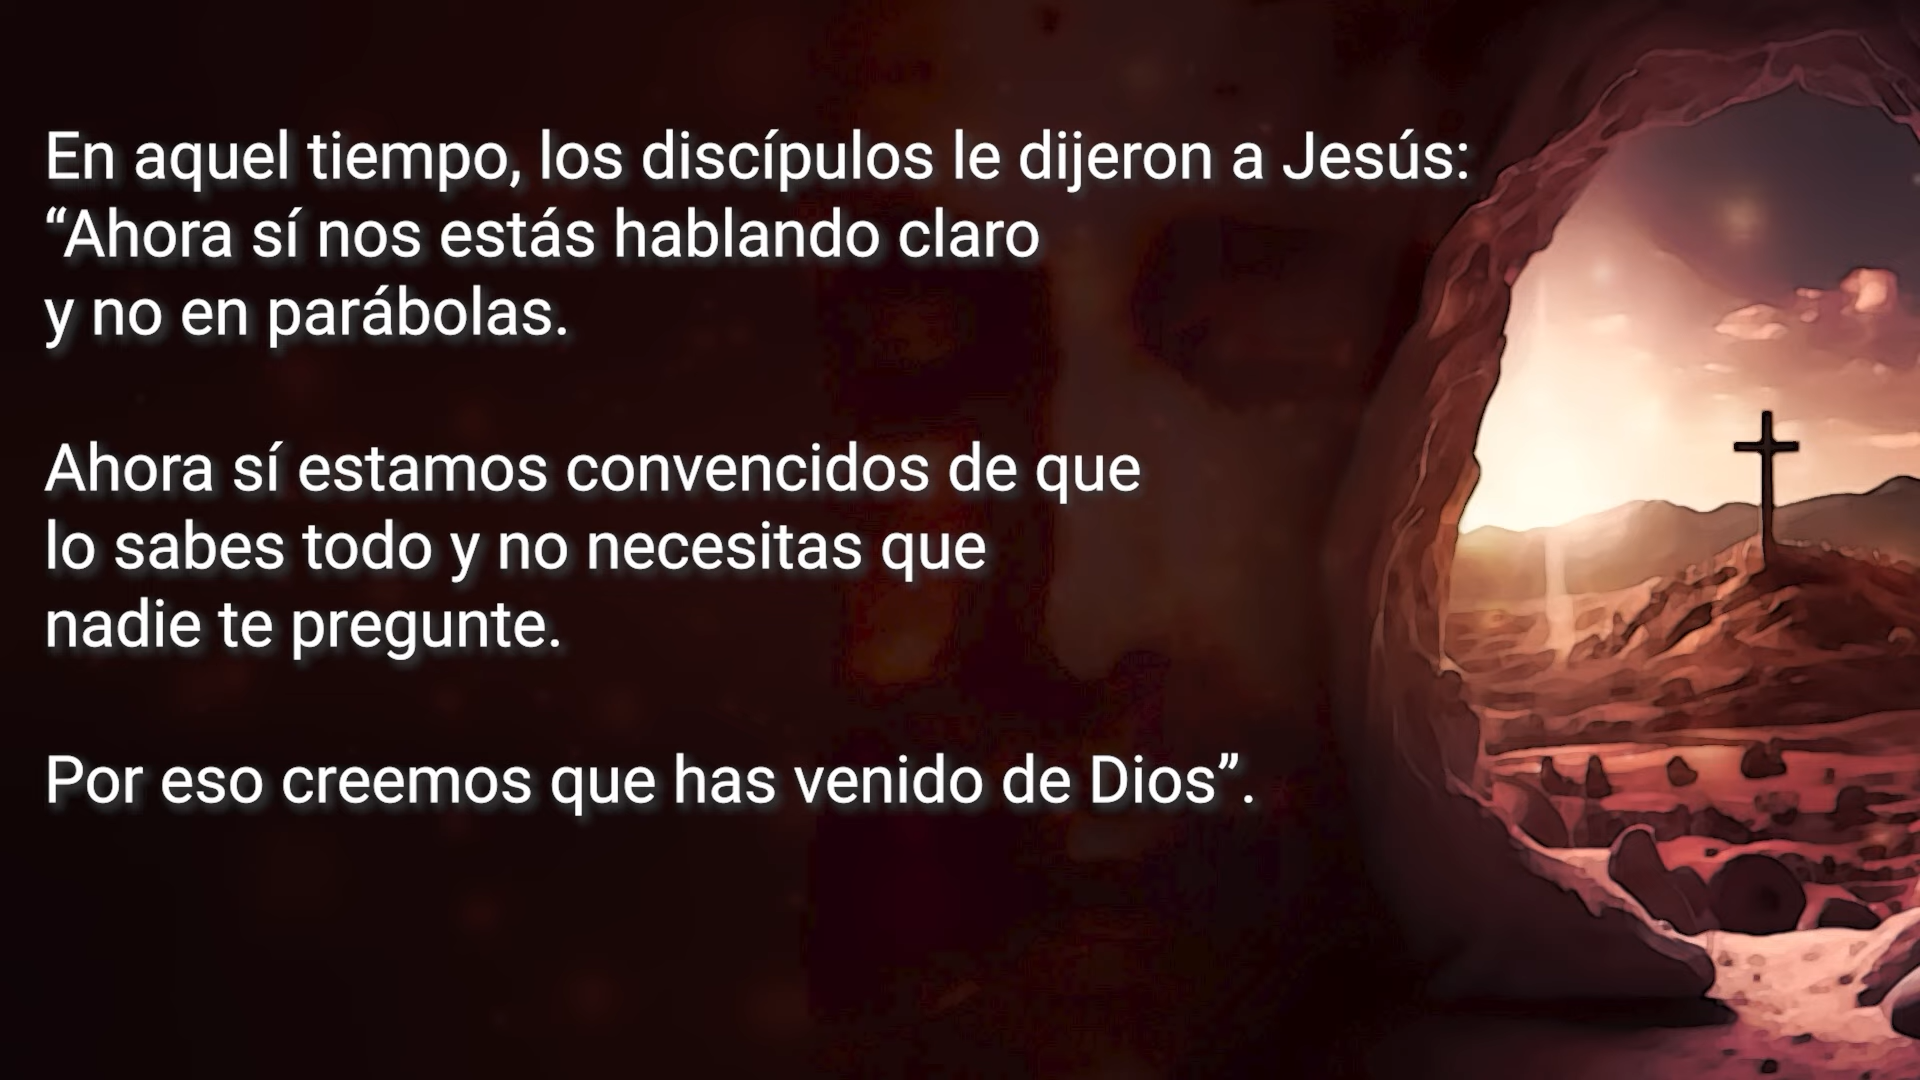 En aquel tiempo, los discípulos le dijeron a Jesús:
“Ahora sí nos estás hablando claro
y no en parábolas.
Ahora sí estamos convencidos de que
lo sabes todo y no necesitas que
nadie te pregunte.
Por eso creemos que has venido de Dios”.